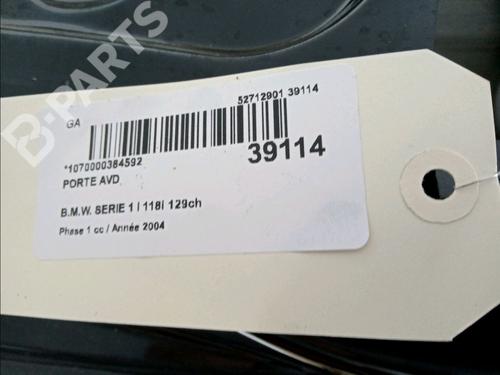 B-PARTS
52712901 39114
GA
*1070000384592
39114
PORTE AVD
B.M.W. SERIE 1 I 118i 129ch
Phase 1 cc / Année 2004